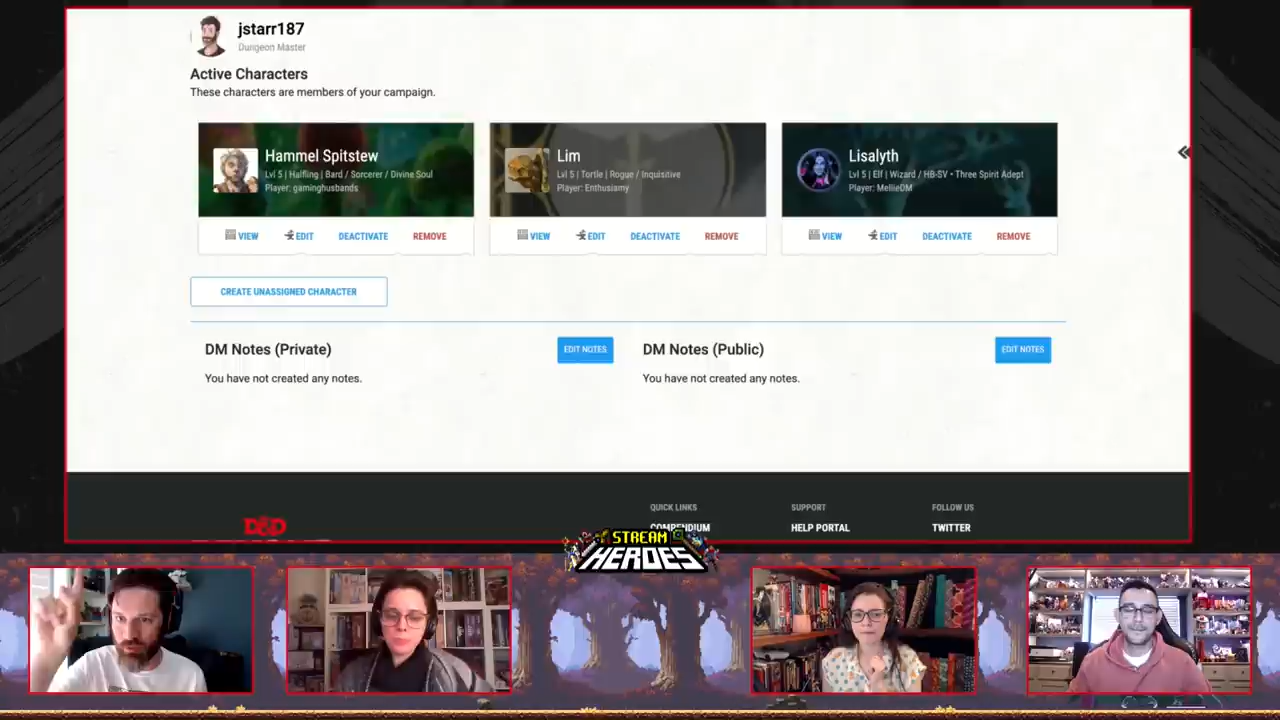 jstarr187
Dungeon Master
Active Characters
These characters are members of your campaign.
Hammel Spitstew
Lvl 5 | Halfling | Bard / Sorcerer / Divine Soul
Player: gaminghusbands
VIEW EDIT DEACTIVATE REMOVE
Lim
Lvl 5 | Tortle | Rogue / Inquisitive
Player: Enthusiamy
VIEW EDIT DEACTIVATE REMOVE
Lisalyth
Lvl 5 | Elf | Wizard / HB-SV • Three Spirit Adept
Player: MellieDM
VIEW EDIT DEACTIVATE REMOVE
CREATE UNASSIGNED CHARACTER
DM Notes (Private)
EDIT NOTES
You have not created any notes.
DM Notes (Public)
EDIT NOTES
You have not created any notes.
D&D
QUICK LINKS
COMPENDIUM
SUPPORT
HELP PORTAL
FOLLOW US
TWITTER
STREAM
HEROES